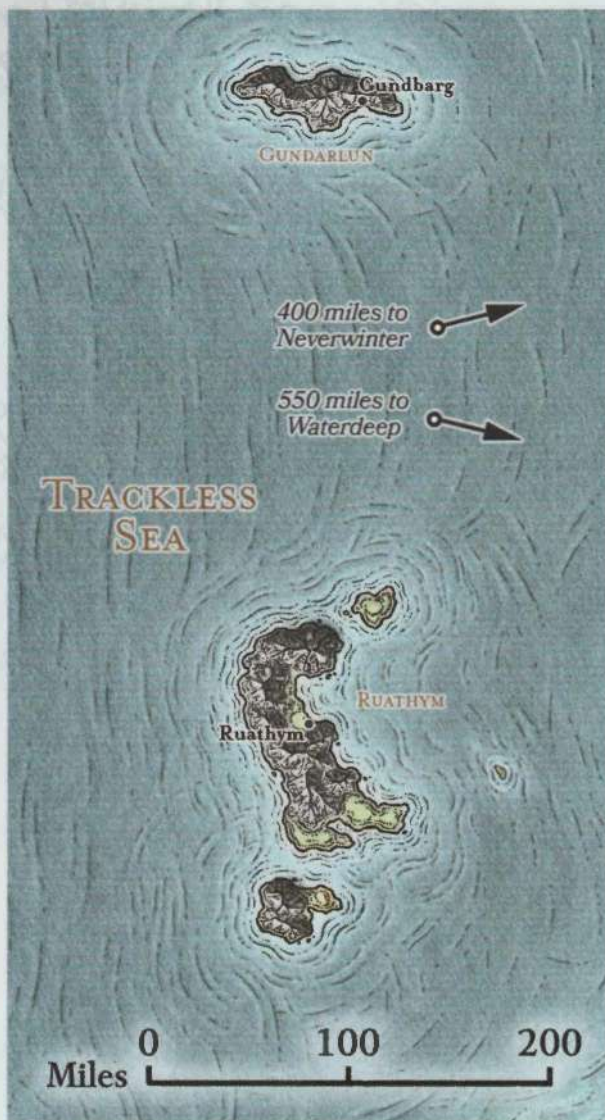 Gundbarg
GUNDARLUN
400 miles to
Neverwinter
550 miles to
Waterdeep
TRACKLESS
SEA
RUATHYM
Ruathym
0 100 200
Miles